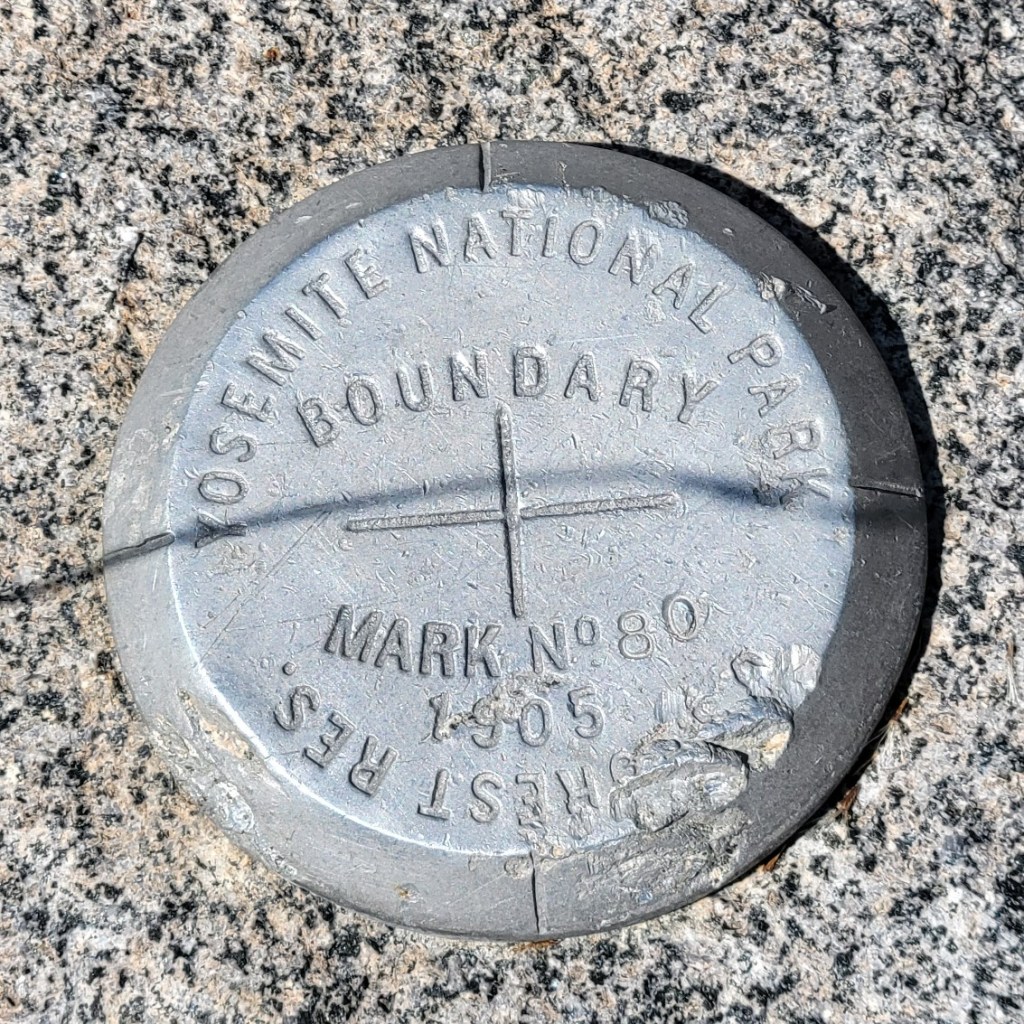 YOSEMITE NATIONAL PARK
BOUNDARY
MARK Nº 80
1905
REST RES.